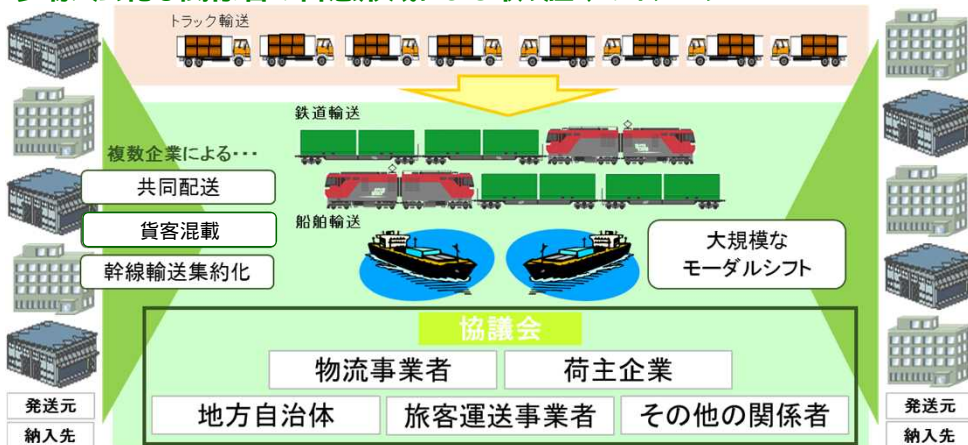 トラック輸送
鉄道輸送
複数企業による・・・
共同配送
貨客混載
幹線輸送集約化
船舶輸送
大規模な
モーダルシフト
協議会
物流事業者
荷主企業
地方自治体
旅客運送事業者
その他の関係者
発送元
納入先
発送元
納入先